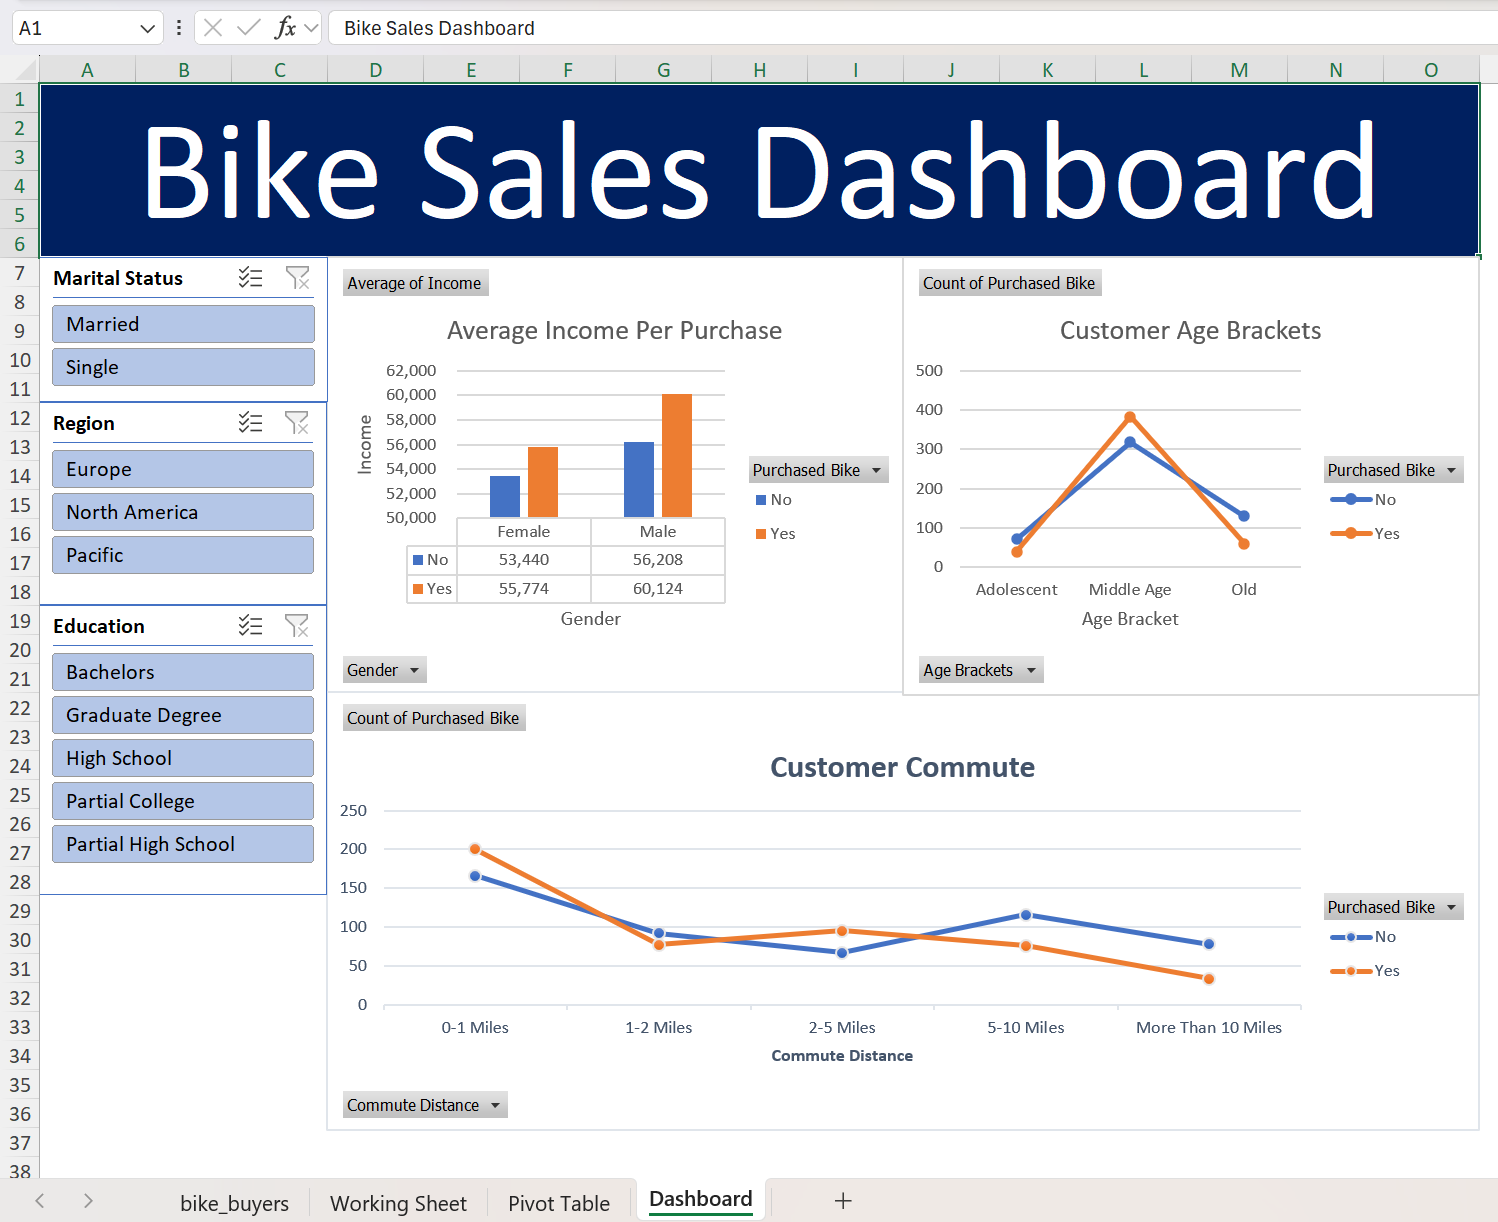 A1
fx
Bike Sales Dashboard
A B C D E F G H I J K L M N O
1
2
3
4
5
6
7
8
9
10
11
12
13
14
15
16
17
18
19
20
21
22
23
24
25
26
27
28
29
30
31
32
33
34
35
36
37
38
Bike Sales Dashboard
Marital Status
Married
Single
Region
Europe
North America
Pacific
Education
Bachelors
Graduate Degree
High School
Partial College
Partial High School
Average of Income
Average Income Per Purchase
62,000
60,000
58,000
56,000
54,000
52,000
50,000
Income
Female Male
No 53,440 56,208
Yes 55,774 60,124
Gender
Purchased Bike
No
Yes
Gender
Count of Purchased Bike
Customer Age Brackets
500
400
300
200
100
0
Adolescent Middle Age Old
Age Bracket
Purchased Bike
No
Yes
Age Brackets
Count of Purchased Bike
Customer Commute
250
200
150
100
50
0
0-1 Miles 1-2 Miles 2-5 Miles 5-10 Miles More Than 10 Miles
Commute Distance
Purchased Bike
No
Yes
Commute Distance
bike_buyers Working Sheet Pivot Table Dashboard +